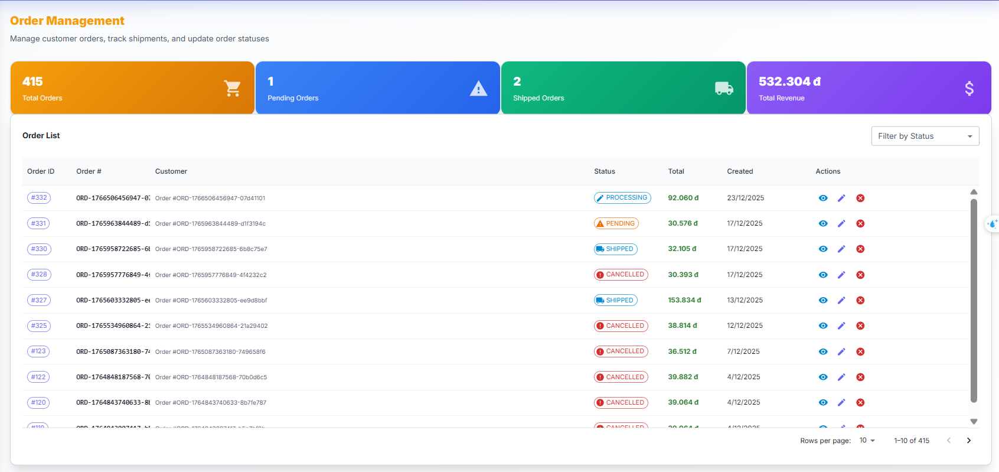 Order Management
Manage customer orders, track shipments, and update order statuses
415
Total Orders
1
Pending Orders
2
Shipped Orders
532.304 đ
Total Revenue
Order List
Filter by Status
Order ID Order # Customer Status Total Created Actions
#332 ORD-1766506456947-07 Order #ORD-1766506456947-07d41101 PROCESSING 92.060 đ 23/12/2025
#331 ORD-1765963844489-d1 Order #ORD-1765963844489-d1f3194c PENDING 30.576 đ 17/12/2025
#330 ORD-1765958722685-6b Order #ORD-1765958722685-6b8c75e7 SHIPPED 32.105 đ 17/12/2025
#328 ORD-1765957776849-4f Order #ORD-1765957776849-4f4232c2 CANCELLED 30.393 đ 17/12/2025
#327 ORD-1765603332805-ee Order #ORD-1765603332805-ee9d8bbf SHIPPED 153.834 đ 13/12/2025
#325 ORD-1765534960864-21 Order #ORD-1765534960864-21a29402 CANCELLED 38.814 đ 12/12/2025
#123 ORD-1765087363180-74 Order #ORD-1765087363180-749658f6 CANCELLED 36.512 đ 7/12/2025
#122 ORD-1764848187568-70 Order #ORD-1764848187568-70b0d6c5 CANCELLED 39.882 đ 4/12/2025
#120 ORD-1764843740633-8b Order #ORD-1764843740633-8b7fe787 CANCELLED 39.064 đ 4/12/2025
#119 CANCELLED 39.064 đ 4/12/2025
Rows per page: 10 1–10 of 415